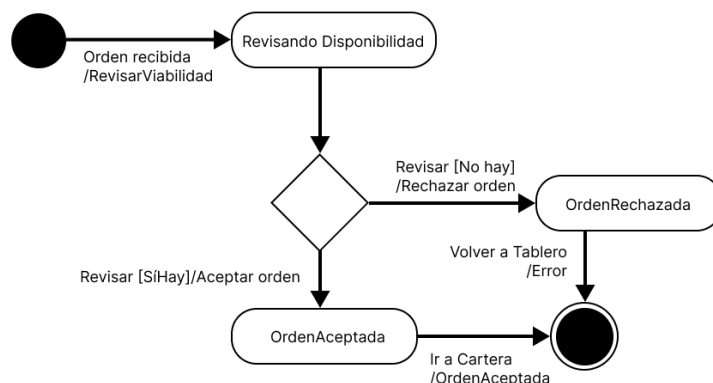 Revisando Disponibilidad
Orden recibida
/RevisarViabilidad
Revisar [No hay]
/Rechazar orden
OrdenRechazada
Volver a Tablero
/Error
Revisar [SíHay]/Aceptar orden
OrdenAceptada
Ir a Cartera
/OrdenAceptada